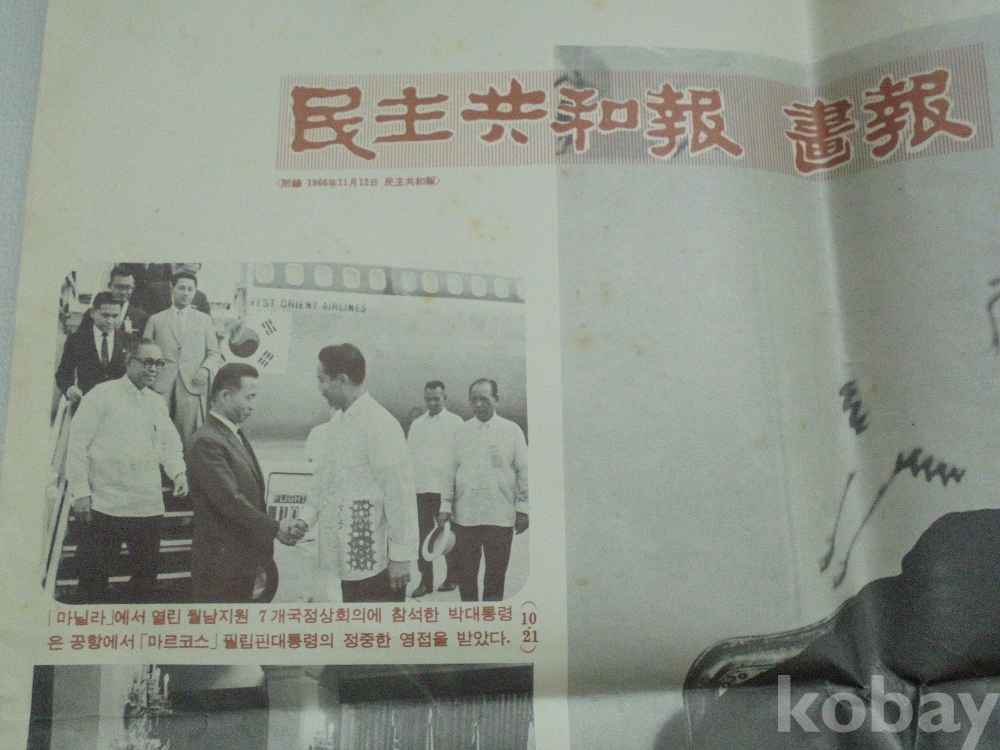 民主共和報 畫報
〈附錄 1966年11月12日 民主共和報〉
EST ORIENT AIRLINES
FLIGHT
「마닐라」에서 열린 월남지원 7개국정상회의에 참석한 박대통령
은 공항에서 「마르코스」 필립핀대통령의 정중한 영접을 받았다.
(10.21)
kobay